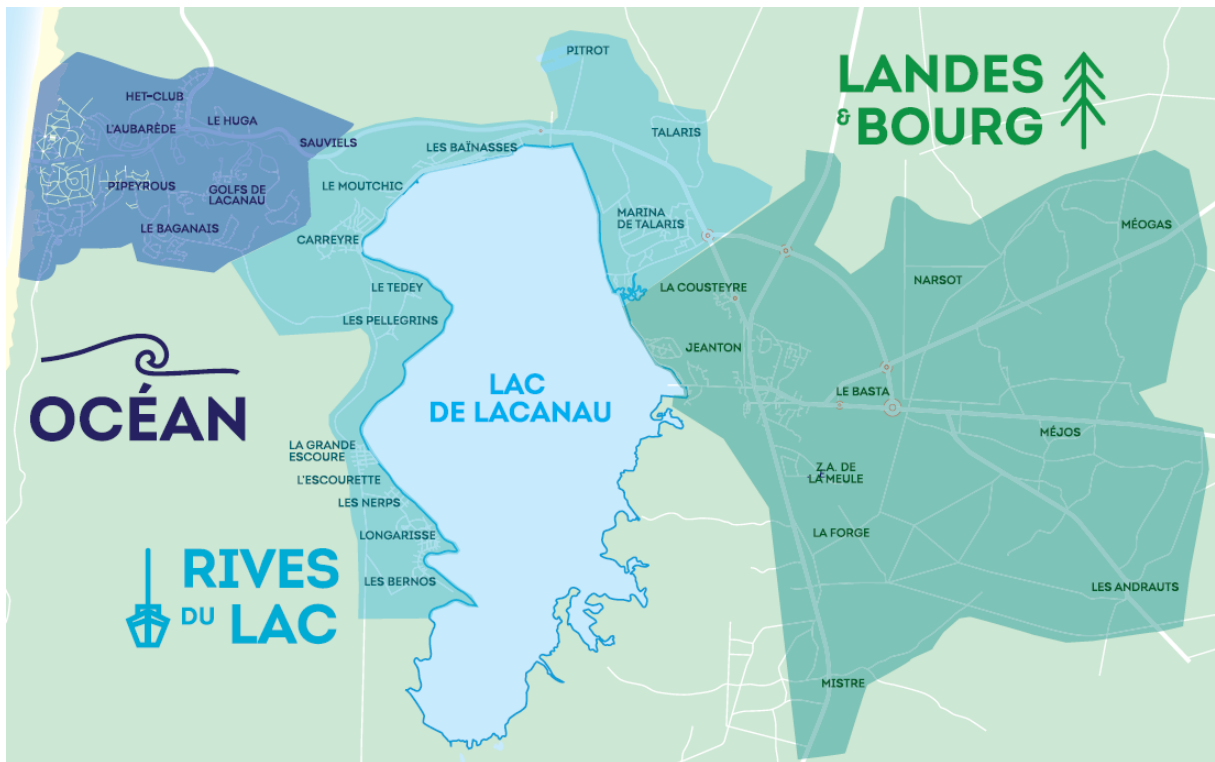 PITROT
LANDES
& BOURG
HET-CLUB
LE HUGA
L'AUBARÈDE
TALARIS
SAUVIELS
LES BAÏNASSES
LE MOUTCHIC
PIPEYROUS
GOLFS DE
LACANAU
MARINA
DE TALARIS
MÉOGAS
LE BAGANAIS
CARREYRE
NARSOT
LE TEDEY
LA COUSTEYRE
LES PELLEGRINS
JEANTON
OCÉAN
LAC
DE LACANAU
LE BASTA
MÉJOS
LA GRANDE
ESCOURE
L'ESCOURETTE
Z.A. DE
LA MEULE
LES NERPS
LONGARISSE
LA FORGE
LES BERNOS
LES ANDRAUTS
RIVES
DU LAC
MISTRE